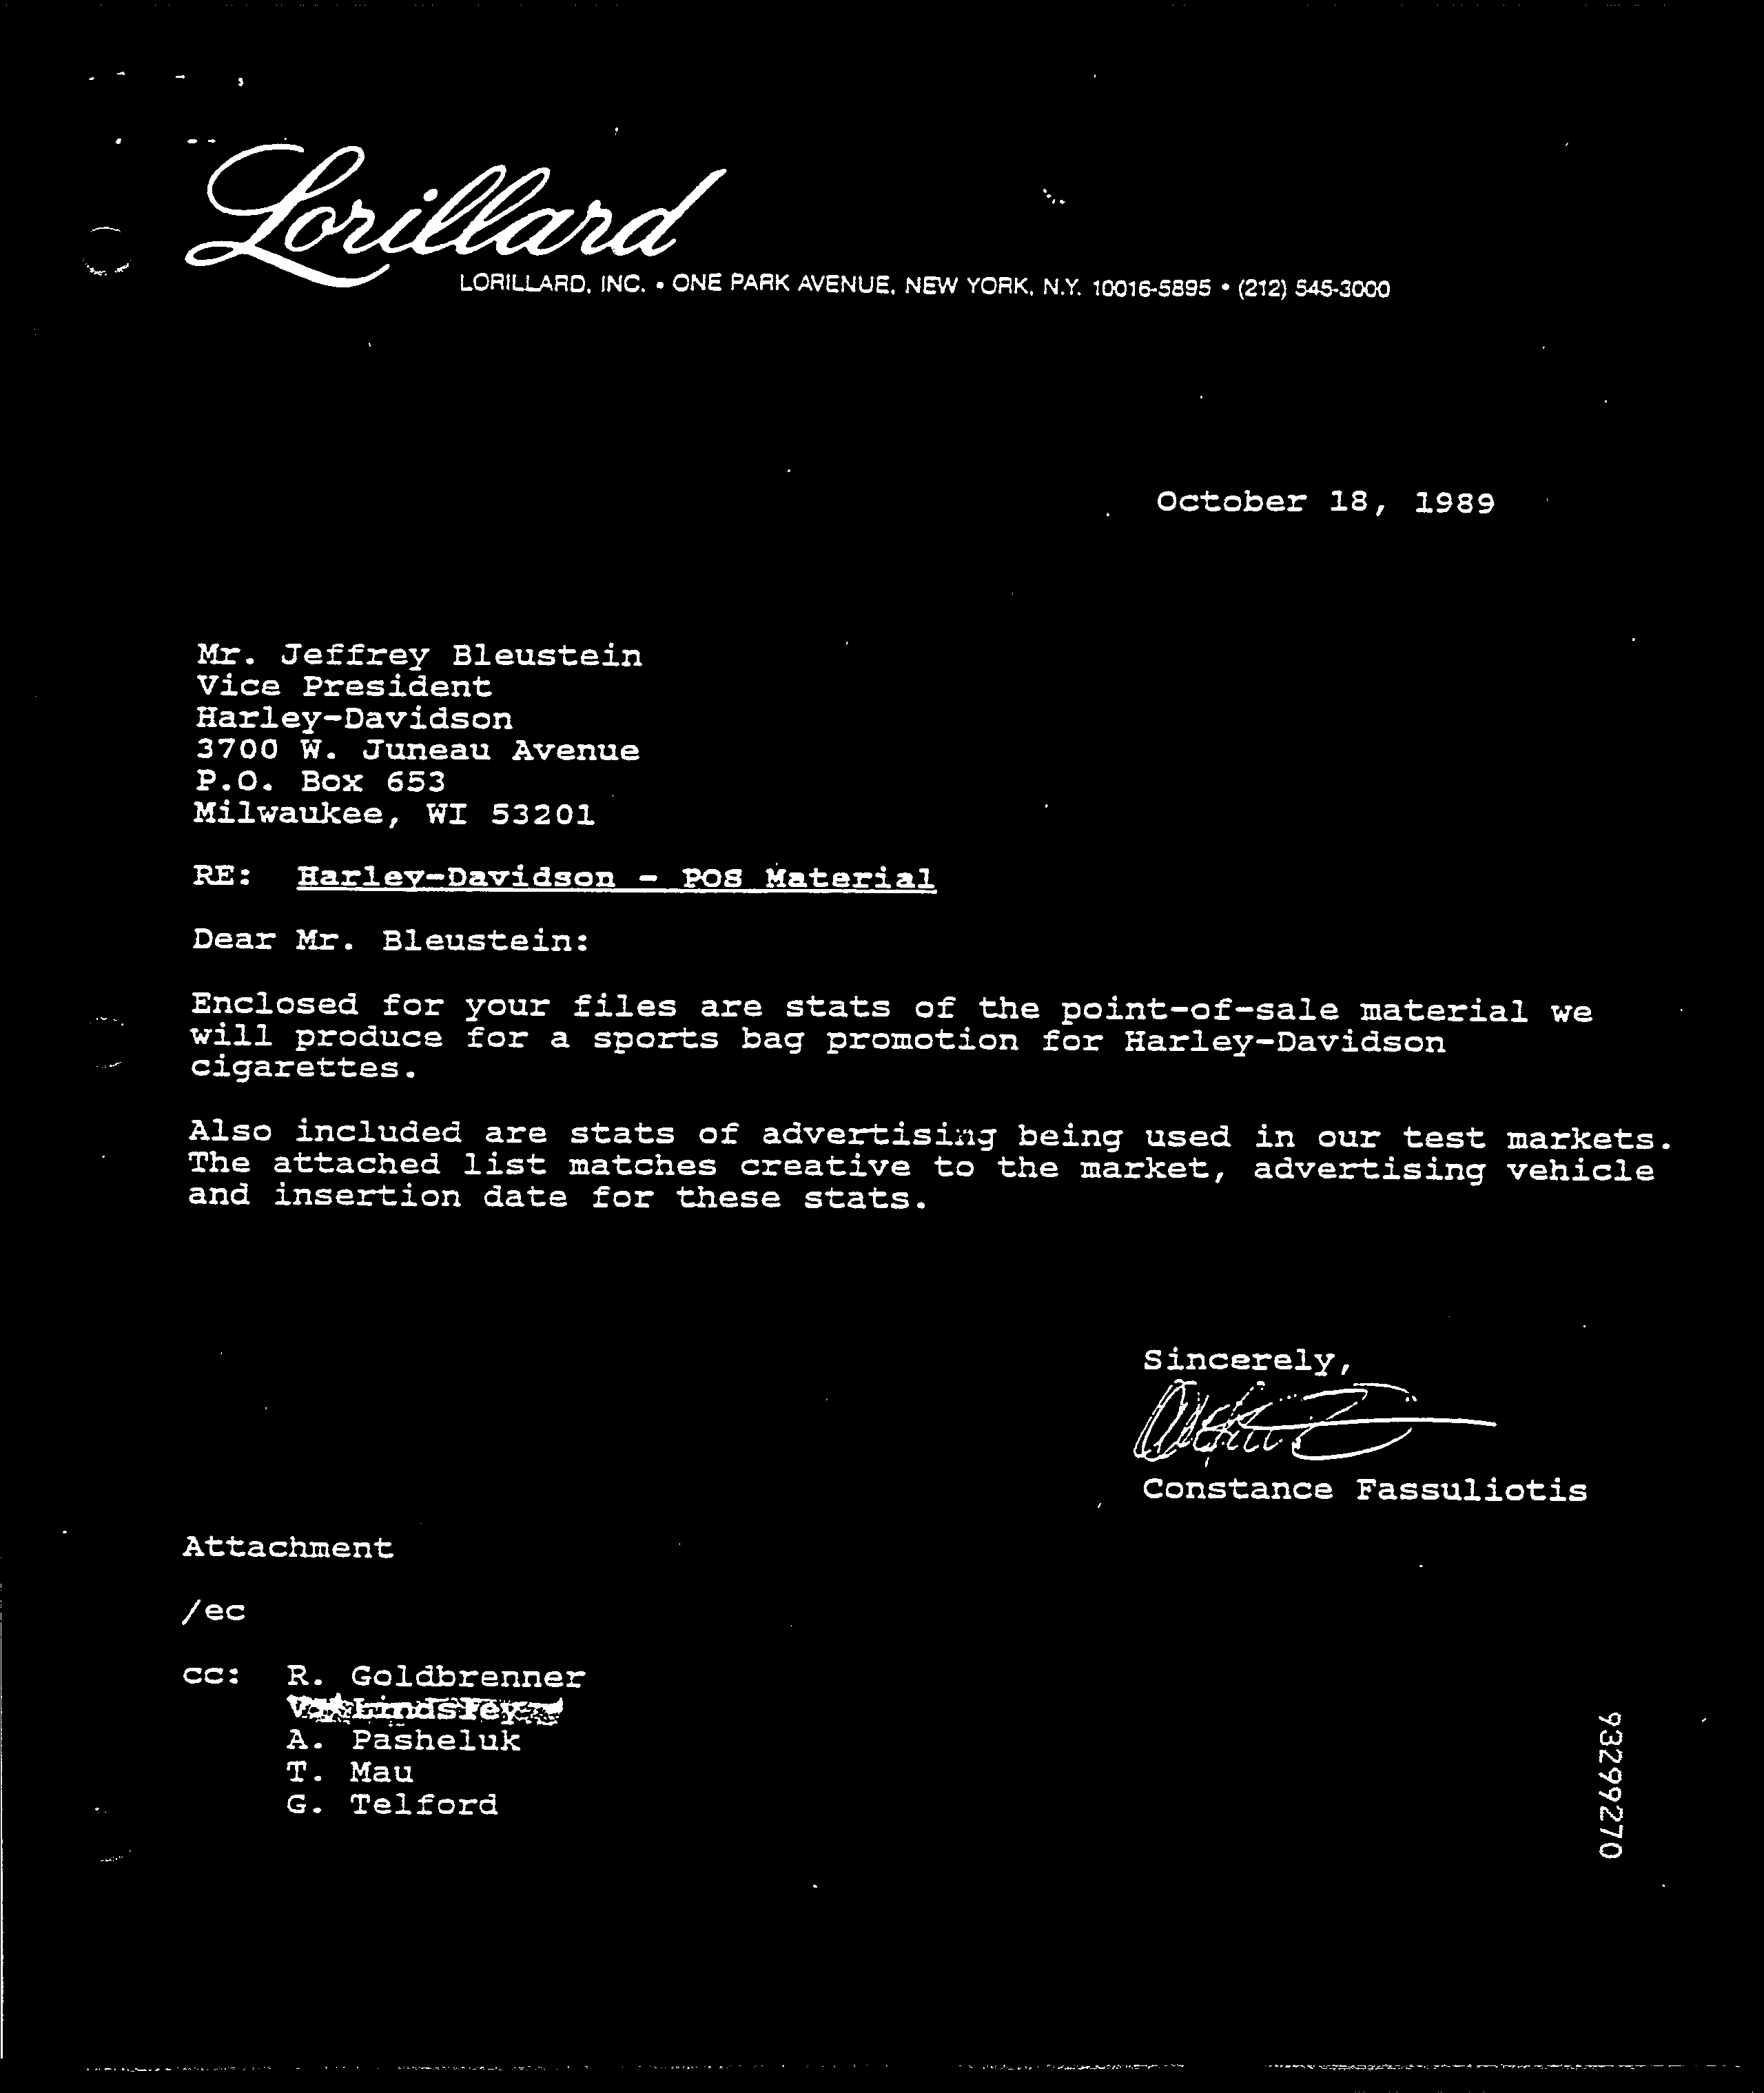 Lorillard
LORILLARD, INC. • ONE PARK AVENUE, NEW YORK, N.Y. 10016-5895 • (212) 545-3000
October 18, 1989
Mr. Jeffrey Bleustein
Vice President
Harley-Davidson
3700 W. Juneau Avenue
P.O. Box 653
Milwaukee, WI 53201
RE: Harley-Davidson - POS Material
Dear Mr. Bleustein:
Enclosed for your files are stats of the point-of-sale material we
will produce for a sports bag promotion for Harley-Davidson
cigarettes.
Also included are stats of advertising being used in our test markets.
The attached list matches creative to the market, advertising vehicle
and insertion date for these stats.
Sincerely,
Constance Fassuliotis
Attachment
/ec
cc: R. Goldbrenner
V. Lindsley
A. Pasheluk
T. Mau
G. Telford
93299270